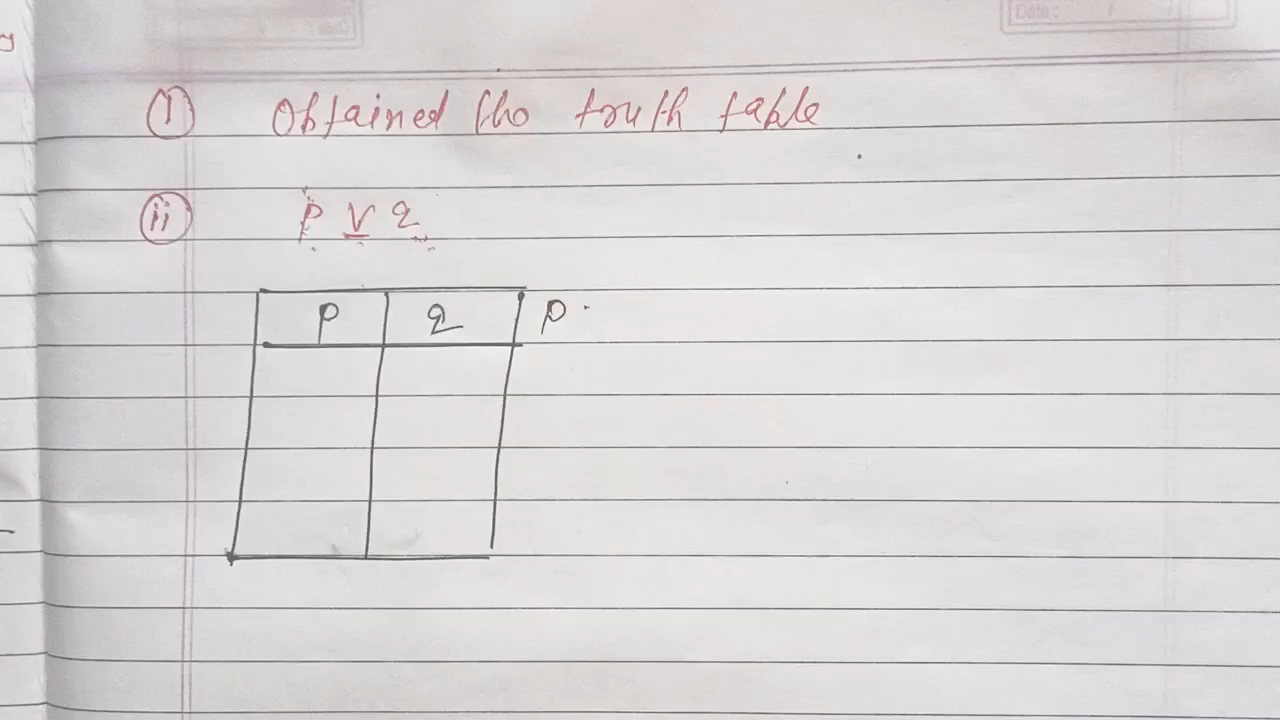 (i) Obtained the truth table
(ii) p v q
p q p